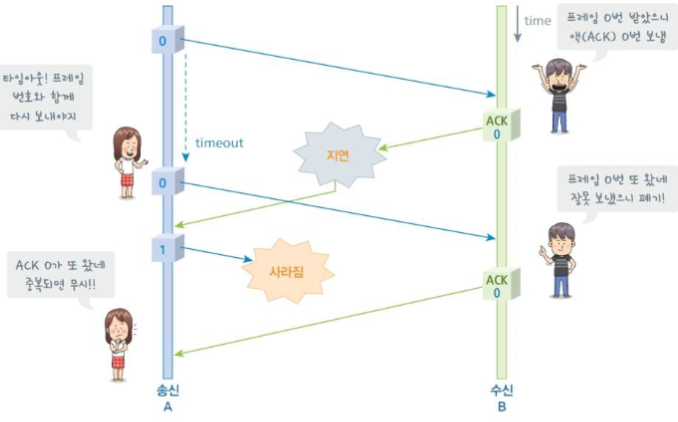 time
프레임 0번 받았으니
액(ACK) 0번 보냄
0
타임아웃! 프레임
번호와 함께
다시 보내야지
timeout
ACK
0
지연
0
프레임 0번 또 왔네
잘못 보냈으니 폐기!
1
ACK 0가 또 왔네
중복되면 무시!!
사라짐
ACK
0
송신
A
수신
B